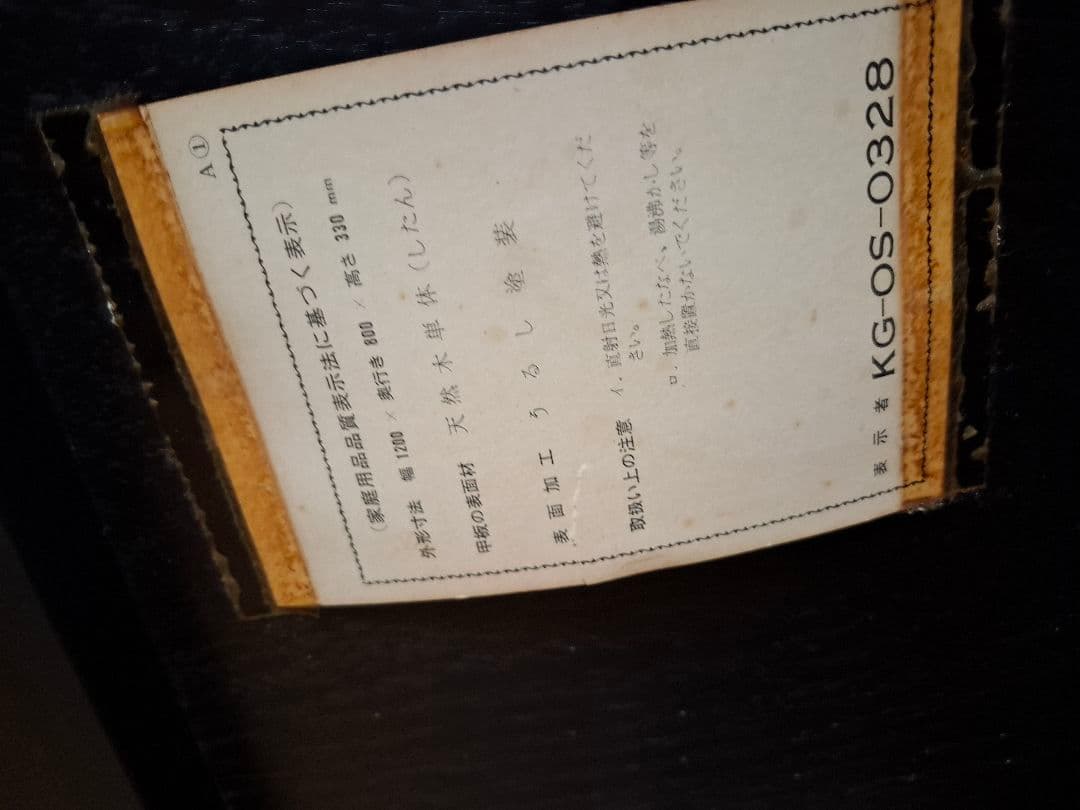 A①
(家庭用品品質表示法に基づく表示)
外形寸法 幅 1200 × 奥行き 800 × 高さ 330 mm
甲板の表面材 天然木単体(したん)
表面加工 うるし塗装
取扱い上の注意 イ. 直射日光又は熱を避けてくだ
さい。
ロ. 加熱したなべ、湯沸かし等を
直接置かないでください。
表示者 KG-OS-0328